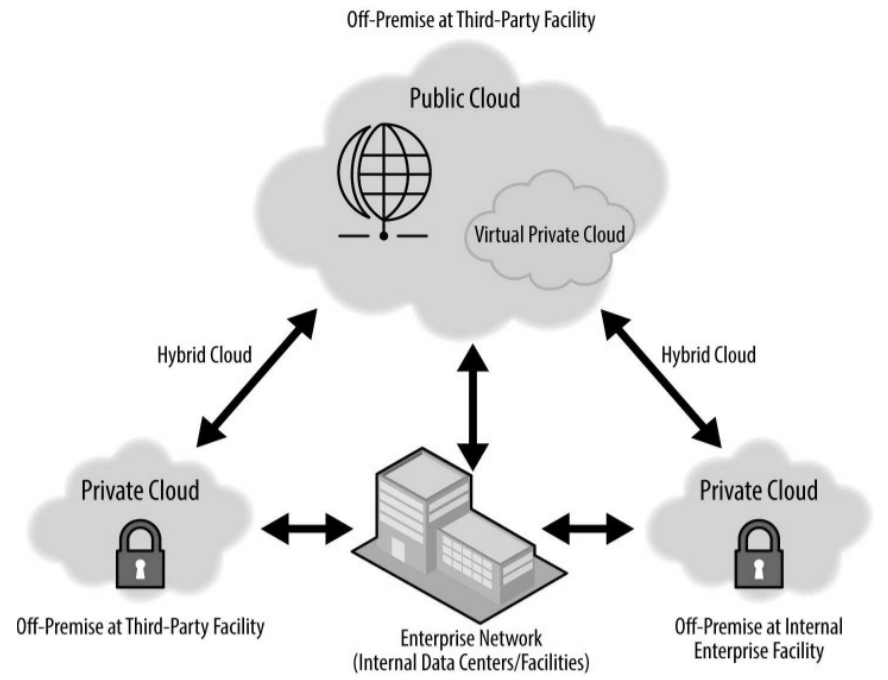 Off-Premise at Third-Party Facility
Public Cloud
Virtual Private Cloud
Hybrid Cloud
Hybrid Cloud
Private Cloud
Private Cloud
Off-Premise at Third-Party Facility
Enterprise Network
(Internal Data Centers/Facilities)
Off-Premise at Internal
Enterprise Facility